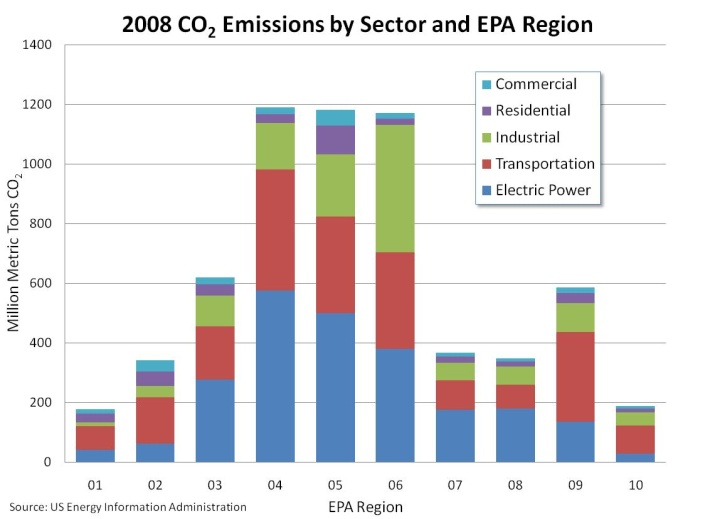 2008 CO₂ Emissions by Sector and EPA Region
1400
1200
1000
800
600
400
200
0
Million Metric Tons CO₂
Commercial
Residential
Industrial
Transportation
Electric Power
01 02 03 04 05 06 07 08 09 10
EPA Region
Source: US Energy Information Administration